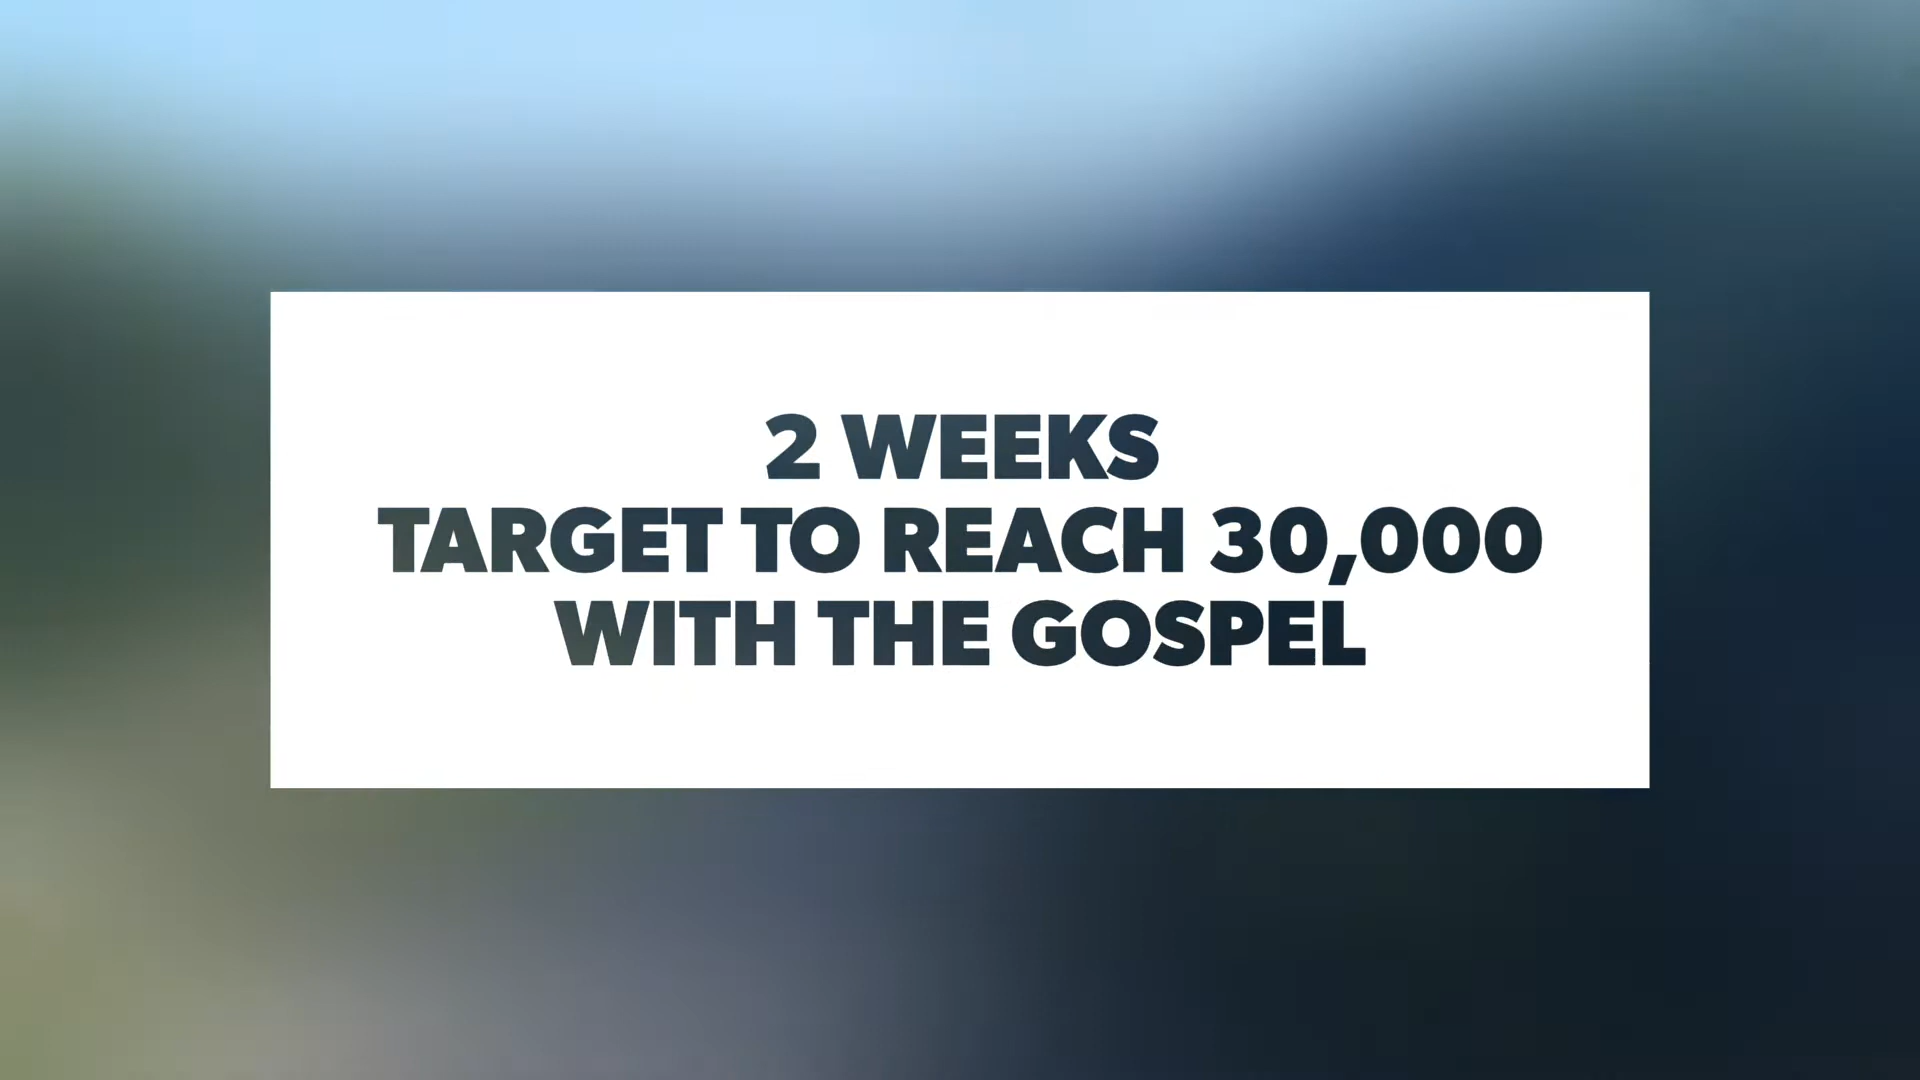 2 WEEKS
TARGET TO REACH 30,000
WITH THE GOSPEL